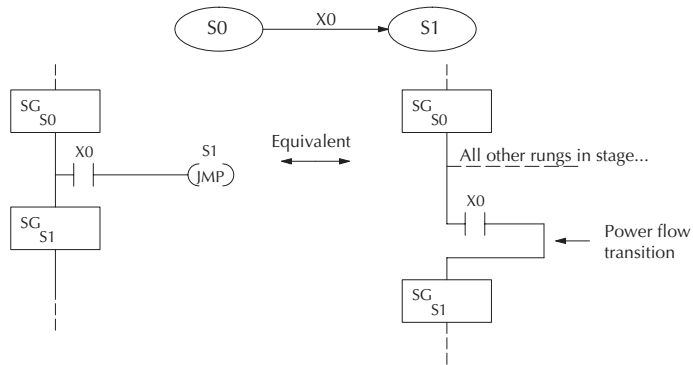 S0
X0
S1
SG
S0
X0
S1
JMP
SG
S1
Equivalent
SG
S0
All other rungs in stage...
X0
Power flow
transition
SG
S1